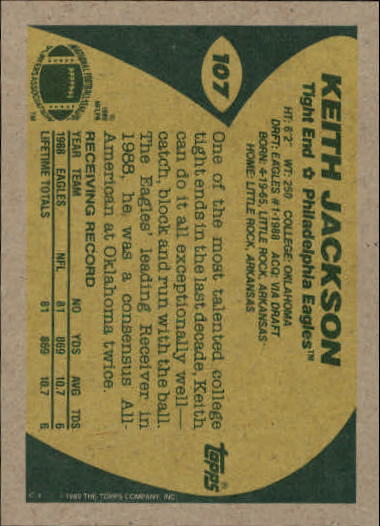 107
KEITH JACKSON
Tight End ✩ Philadelphia Eagles™
HT: 6'2" WT: 250 COLLEGE: OKLAHOMA
DRFT: EAGLES #1-1988 ACQ: VIA DRAFT
BORN: 4-19-65, LITTLE ROCK, ARKANSAS
HOME: LITTLE ROCK, ARKANSAS
One of the most talented college
tight ends in the last decade, Keith
can do it all exceptionally well—
catch, block and run with the ball.
The Eagles' leading Receiver in
1988, he was a consensus All-
American at Oklahoma twice.
TOPPS
RECEIVING RECORD
YEAR TEAM NO YDS AVG TDS
1988 EAGLES NFL 81 869 10.7 6
LIFETIME TOTALS 81 869 10.7 6
1989 THE TOPPS COMPANY, INC.